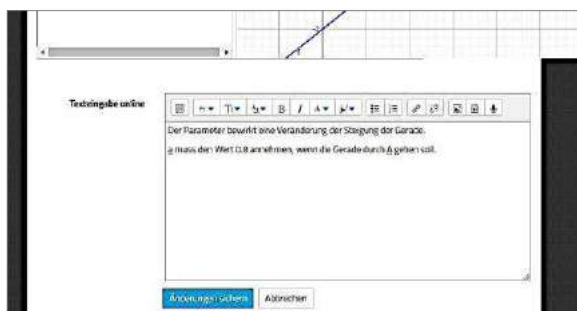 Texteingabe online
Der Parameter bewirkt eine Veränderung der Steigung der Gerade.
a muss den Wert 0.8 annehmen, wenn die Gerade durch A gehen soll.
Änderungen sichern
Abbrechen